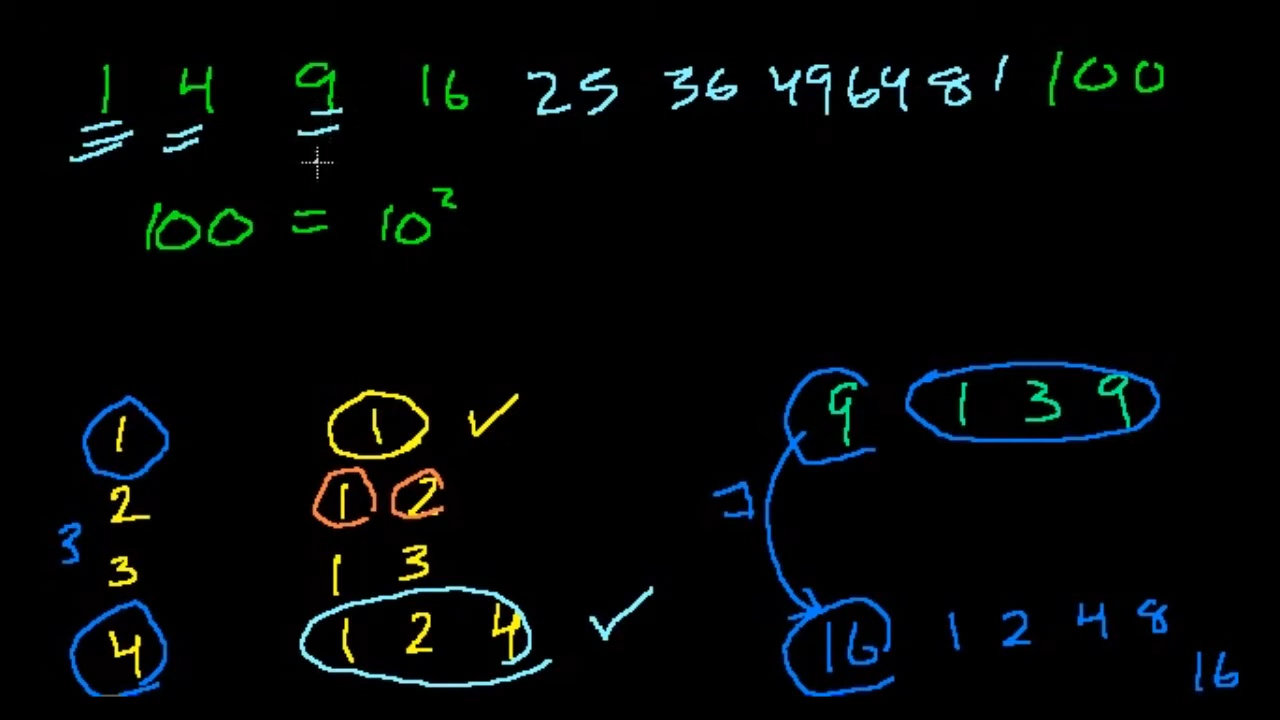 1 4 9 16 25 36 49 64 81 100
100 = 10²
1 1 ✓
2 1 2
3
3 1 3
4 1 2 4 ✓
9 1 3 9
7
16 1 2 4 8
16